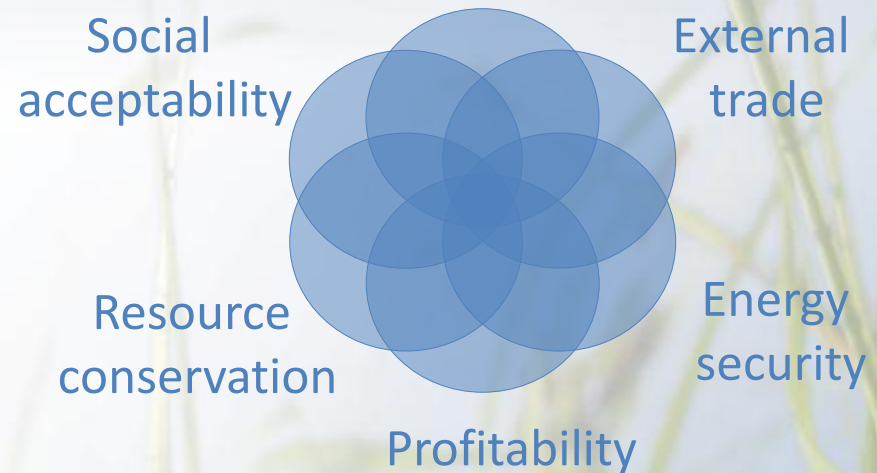 Social
acceptability
External
trade
Resource
conservation
Energy
security
Profitability